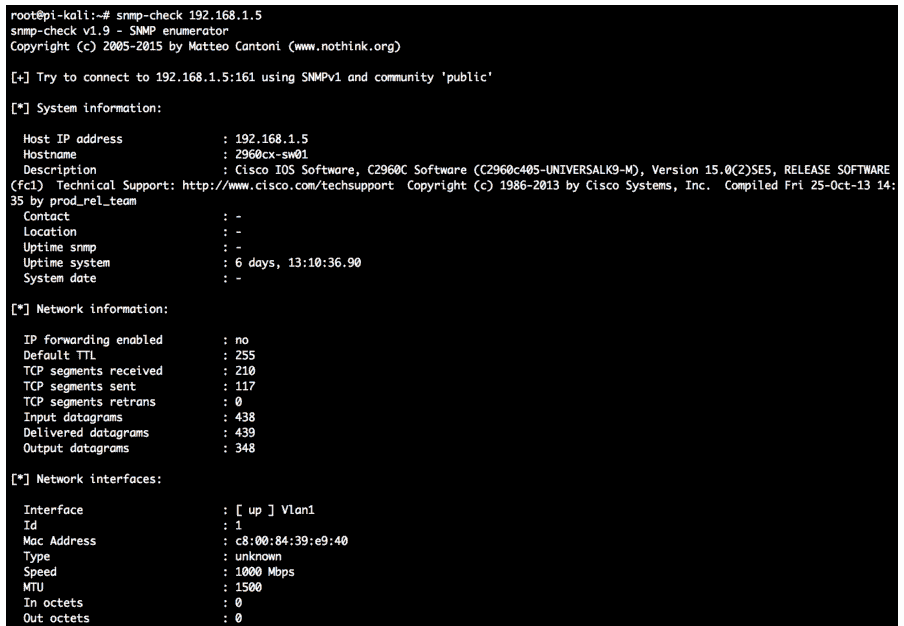 root@pi-kali:~# snmp-check 192.168.1.5
snmp-check v1.9 - SNMP enumerator
Copyright (c) 2005-2015 by Matteo Cantoni (www.nothink.org)
[+] Try to connect to 192.168.1.5:161 using SNMPv1 and community 'public'
[*] System information:
Host IP address : 192.168.1.5
Hostname : 2960cx-sw01
Description : Cisco IOS Software, C2960C Software (C2960c405-UNIVERSALK9-M), Version 15.0(2)SE5, RELEASE SOFTWARE
(fc1) Technical Support: http://www.cisco.com/techsupport Copyright (c) 1986-2013 by Cisco Systems, Inc. Compiled Fri 25-Oct-13 14:
35 by prod_rel_team
Contact : -
Location : -
Uptime snmp : -
Uptime system : 6 days, 13:10:36.90
System date : -
[*] Network information:
IP forwarding enabled : no
Default TTL : 255
TCP segments received : 210
TCP segments sent : 117
TCP segments retrans : 0
Input datagrams : 438
Delivered datagrams : 439
Output datagrams : 348
[*] Network interfaces:
Interface : [ up ] Vlan1
Id : 1
Mac Address : c8:00:84:39:e9:40
Type : unknown
Speed : 1000 Mbps
MTU : 1500
In octets : 0
Out octets : 0